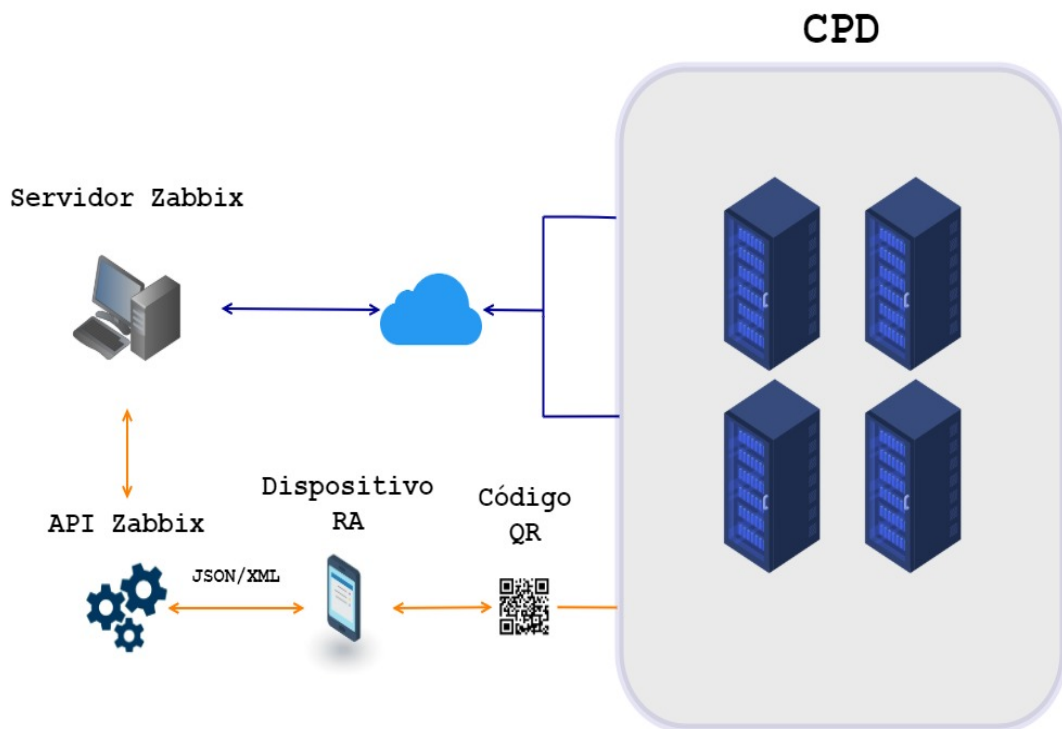 CPD
Servidor Zabbix
API Zabbix
JSON/XML
Dispositivo
RA
Código
QR